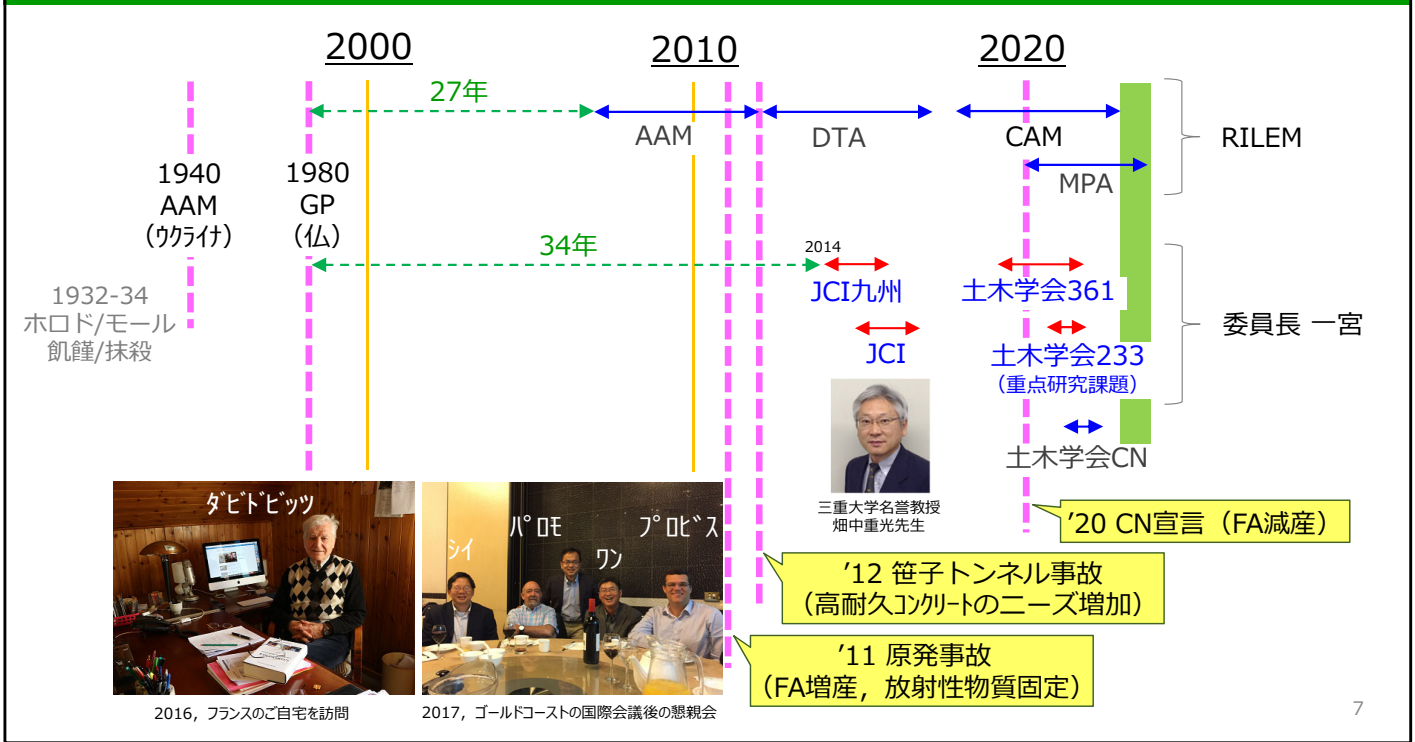 2000
2010
2020
27年
AAM
DTA
CAM
RILEM
MPA
1940
AAM
（ｳｸﾗｲﾅ）
1980
GP
（仏）
34年
2014
JCI九州
土木学会361
1932-34
ホロド/モール
飢饉/抹殺
委員長 一宮
JCI
土木学会233
（重点研究課題）
土木学会CN
三重大学名誉教授
畑中重光先生
ﾀﾞﾋﾞﾄﾞﾋﾞｯﾂ
ｼｲ
ﾊﾟﾛﾓ
ﾜﾝ
ﾌﾟﾛﾋﾞｽ
’20 CN宣言（FA減産）
’12 笹子トンネル事故
（高耐久ｺﾝｸﾘｰﾄのニーズ増加）
’11 原発事故
（FA増産，放射性物質固定）
2016，フランスのご自宅を訪問
2017，ゴールドコーストの国際会議後の懇親会
7